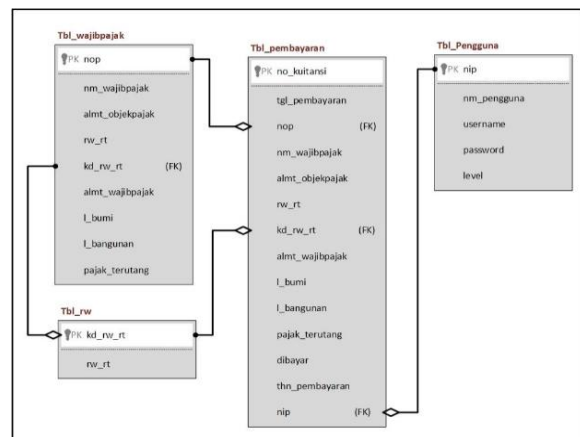 Tbl_wajibpajak
PK nop
nm_wajibpajak
almt_objekpajak
rw_rt
kd_rw_rt (FK)
almt_wajibpajak
l_bumi
l_bangunan
pajak_terutang
Tbl_rw
PK kd_rw_rt
rw_rt
Tbl_pembayaran
PK no_kuitansi
tgl_pembayaran
nop (FK)
nm_wajibpajak
almt_objekpajak
rw_rt
kd_rw_rt (FK)
almt_wajibpajak
l_bumi
l_bangunan
pajak_terutang
dibayar
thn_pembayaran
nip (FK)
Tbl_Pengguna
PK nip
nm_pengguna
username
password
level